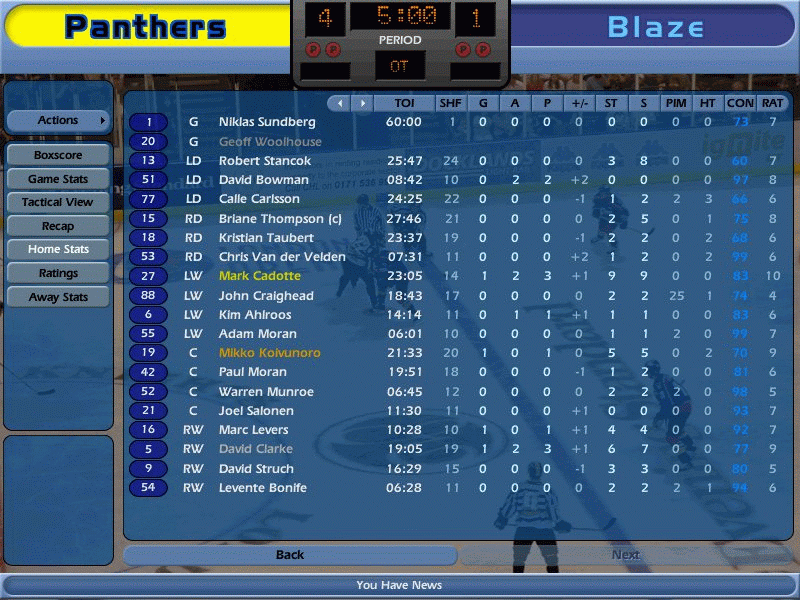 Panthers 4 5:00 1 Blaze
P P PERIOD P P
OT
TOI SHF G A P +/- ST S PIM HT CON RAT
Actions
Boxscore
Game Stats
Tactical View
Recap
Home Stats
Ratings
Away Stats
1 G Niklas Sundberg 60:00 1 0 0 0 0 0 0 0 0 73 7
20 G Geoff Woolhouse
13 LD Robert Stancok 25:47 24 0 0 0 0 3 8 0 0 60 7
51 LD David Bowman 08:42 10 0 2 2 +2 0 0 0 0 97 8
77 LD Calle Carlsson 24:25 22 0 0 0 -1 1 2 2 3 66 6
15 RD Briane Thompson (c) 27:46 21 0 0 0 0 2 5 0 1 75 8
18 RD Kristian Taubert 23:37 19 0 0 0 -1 2 2 0 2 68 6
53 RD Chris Van der Velden 07:31 11 0 0 0 +2 1 2 0 0 99 6
27 LW Mark Cadotte 23:05 14 1 2 3 +1 9 9 0 0 83 10
88 LW John Craighead 18:43 17 0 0 0 0 2 2 25 1 74 4
6 LW Kim Ahlroos 14:14 11 0 1 1 +1 1 1 0 0 83 6
55 LW Adam Moran 06:01 10 0 0 0 0 1 1 2 0 99 7
19 C Mikko Koivunoro 21:33 20 1 0 1 0 5 5 0 2 70 9
42 C Paul Moran 19:51 18 0 0 0 -1 1 2 0 0 81 6
52 C Warren Munroe 06:45 12 0 0 0 0 2 2 2 0 98 5
21 C Joel Salonen 11:30 11 0 0 0 +1 0 0 0 0 93 7
16 RW Marc Levers 10:28 10 1 0 1 +1 4 4 0 0 92 7
5 RW David Clarke 19:05 19 1 2 3 +1 6 7 0 0 77 9
9 RW David Struch 16:29 15 0 0 0 -1 3 3 0 0 80 5
54 RW Levente Bonife 06:28 11 0 0 0 0 2 2 2 1 94 6
Back Next
You Have News